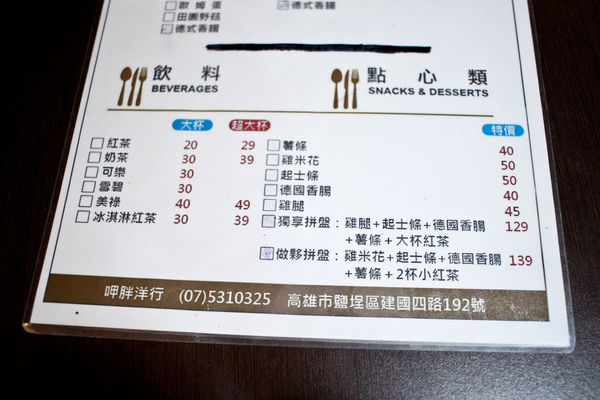 歐姆蛋
德式香腸
田園野菇
德式香腸
飲料
BEVERAGES
點心類
SNACKS & DESSERTS
大杯 超大杯
特價
紅茶 20 29
奶茶 30 39
可樂 30
雪碧 30
美祿 40 49
冰淇淋紅茶 30 39
薯條 40
雞米花 50
起士條 50
德國香腸 40
雞腿 45
獨享拼盤：雞腿+起士條+德國香腸 129
+薯條+大杯紅茶
做夥拼盤：雞米花+起士條+德國香腸 139
+薯條+2杯小紅茶
呷胖洋行 (07)5310325 高雄市鹽埕區建國四路192號